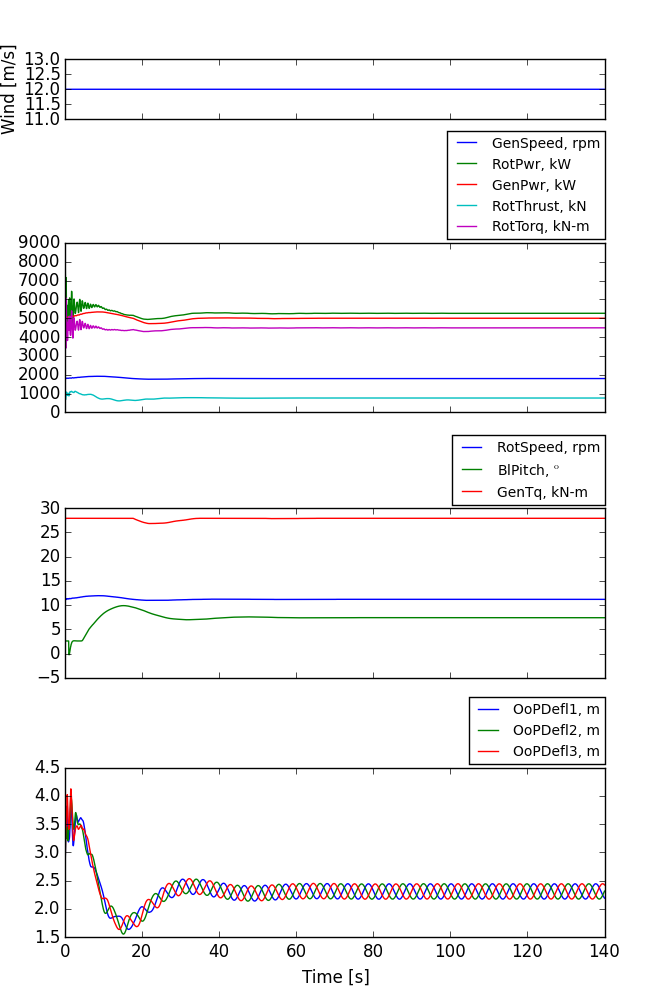 Wind [m/s]
13.0
12.5
12.0
11.5
11.0
GenSpeed, rpm
RotPwr, kW
GenPwr, kW
RotThrust, kN
RotTorq, kN-m
9000
8000
7000
6000
5000
4000
3000
2000
1000
0
RotSpeed, rpm
BlPitch, °
GenTq, kN-m
30
25
20
15
10
5
0
−5
OoPDefl1, m
OoPDefl2, m
OoPDefl3, m
4.5
4.0
3.5
3.0
2.5
2.0
1.5
0 20 40 60 80 100 120 140
Time [s]